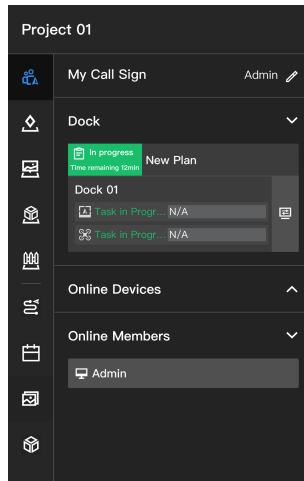 Project 01
My Call Sign Admin
Dock
In progress
Time remaining 12min
New Plan
Dock 01
Task in Progr... N/A
Task in Progr... N/A
Online Devices
Online Members
Admin